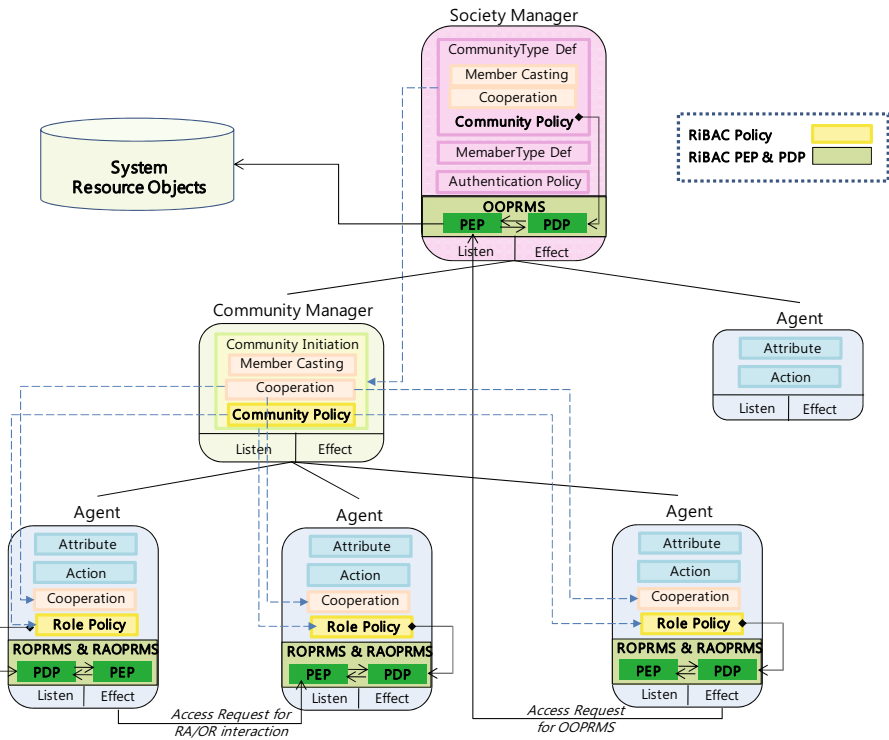 Society Manager
CommunityType Def
Member Casting
Cooperation
Community Policy
MemaberType Def
Authentication Policy
OOPRMS
PEP
PDP
Listen
Effect
RiBAC Policy
RiBAC PEP & PDP
System
Resource Objects
Community Manager
Community Initiation
Member Casting
Cooperation
Community Policy
Listen
Effect
Agent
Attribute
Action
Listen
Effect
Agent
Attribute
Action
Cooperation
Role Policy
ROPRMS & RAOPRMS
PDP
PEP
Listen
Effect
Agent
Attribute
Action
Cooperation
Role Policy
ROPRMS & RAOPRMS
PEP
PDP
Listen
Effect
Agent
Attribute
Action
Cooperation
Role Policy
ROPRMS & RAOPRMS
PEP
PDP
Listen
Effect
Access Request for
RA/OR interaction
Access Request
for OOPRMS